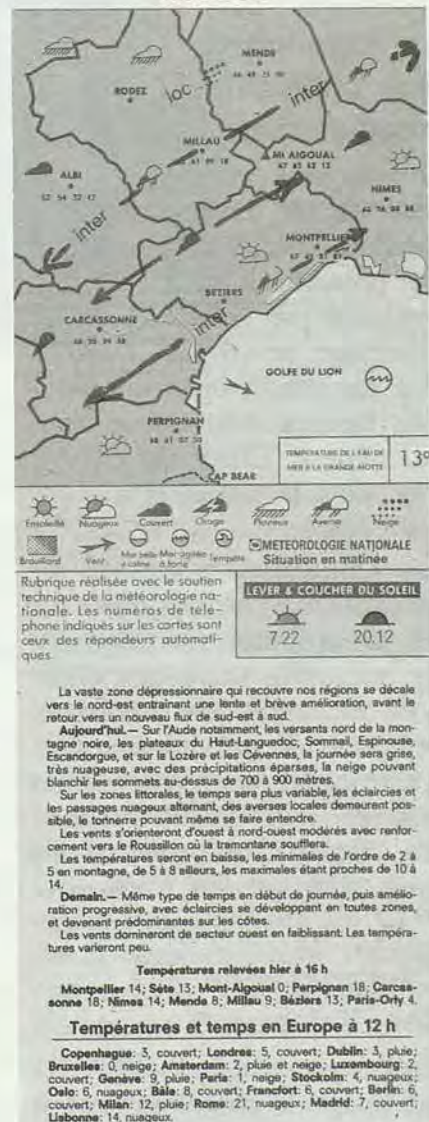 MENDE
RODEZ
loc
inter
MILLAU
Mt AIGOUAL
ALBI
NIMES
inter
MONTPELLIER
BEZIERS
CARCASSONNE
inter
GOLFE DU LION
PERPIGNAN
CAP BEAR
TEMPERATURE DE L'EAU DE
MER A LA GRANDE MOTTE
13°
Ensoleillé Nuageux Couvert Orage Pluvieux Averse Neige
Brouillard Vent Mer belle à calme Mer agitée à forte Tempête
METEOROLOGIE NATIONALE
Situation en matinée
Rubrique réalisée avec le soutien
technique de la météorologie na-
tionale. Les numéros de télé-
phone indiqués sur les cartes sont
ceux des répondeurs automati-
ques.
LEVER & COUCHER DU SOLEIL
7.22 20.12
La vaste zone dépressionnaire qui recouvre nos régions se décale
vers le nord-est entraînant une lente et brève amélioration, avant le
retour vers un nouveau flux de sud-est à sud.
Aujourd'hui.— Sur l'Aude notamment, les versants nord de la mon-
tagne noire, les plateaux du Haut-Languedoc, Sommail, Espinouse,
Escandorgue, et sur la Lozère et les Cévennes, la journée sera grise,
très nuageuse, avec des précipitations éparses, la neige pouvant
blanchir les sommets au-dessus de 700 à 900 mètres.
Sur les zones littorales, le temps sera plus variable, les éclaircies et
les passages nuageux alternant, des averses locales demeurent pos-
sible, le tonnerre pouvant même se faire entendre.
Les vents s'orienteront d'ouest à nord-ouest modérés avec renfor-
cement vers le Roussillon où la tramontane soufflera.
Les températures seront en baisse, les minimales de l'ordre de 2 à
5 en montagne, de 5 à 8 ailleurs, les maximales étant proches de 10 à
14.
Demain.— Même type de temps en début de journée, puis amélio-
ration progressive, avec éclaircies se développant en toutes zones,
et devenant prédominantes sur les côtes.
Les vents domineront de secteur ouest en faiblissant. Les tempéra-
tures varieront peu.
Températures relevées hier à 16 h
Montpellier 14; Sète 13; Mont-Aigoual 0; Perpignan 18; Carcas-
sonne 18; Nîmes 14; Mende 8; Millau 9; Béziers 13; Paris-Orly 4.
Températures et temps en Europe à 12 h
Copenhague: 3, couvert; Londres: 5, couvert; Dublin: 3, pluie;
Bruxelles: 0, neige; Amsterdam: 2, pluie et neige; Luxembourg: 2,
couvert; Genève: 9, pluie; Paris: 1, neige; Stockolm: 4, nuageux;
Oslo: 6, nuageux; Bâle: 8, couvert; Francfort: 6, couvert; Berlin: 6,
couvert; Milan: 12, pluie; Rome: 21, nuageux; Madrid: 7, couvert;
Lisbonne: 14, nuageux.